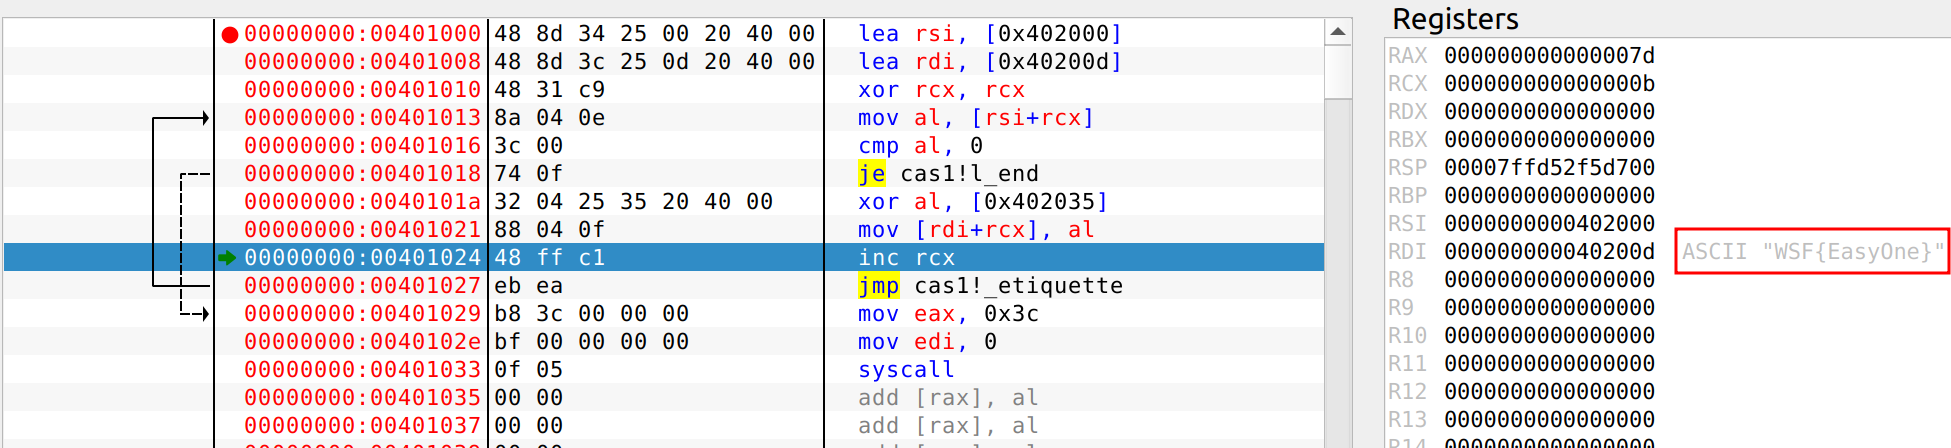 Registers
00000000:00401000 48 8d 34 25 00 20 40 00 lea rsi, [0x402000]
00000000:00401008 48 8d 3c 25 0d 20 40 00 lea rdi, [0x40200d]
00000000:00401010 48 31 c9 xor rcx, rcx
00000000:00401013 8a 04 0e mov al, [rsi+rcx]
00000000:00401016 3c 00 cmp al, 0
00000000:00401018 74 0f je cas1!l_end
00000000:0040101a 32 04 25 35 20 40 00 xor al, [0x402035]
00000000:00401021 88 04 0f mov [rdi+rcx], al
00000000:00401024 48 ff c1 inc rcx
00000000:00401027 eb ea jmp cas1!_etiquette
00000000:00401029 b8 3c 00 00 00 mov eax, 0x3c
00000000:0040102e bf 00 00 00 00 mov edi, 0
00000000:00401033 0f 05 syscall
00000000:00401035 00 00 add [rax], al
00000000:00401037 00 00 add [rax], al
RAX 000000000000007d
RCX 000000000000000b
RDX 0000000000000000
RBX 0000000000000000
RSP 00007ffd52f5d700
RBP 0000000000000000
RSI 0000000000402000
RDI 000000000040200d ASCII "WSF{EasyOne}"
R8 0000000000000000
R9 0000000000000000
R10 0000000000000000
R11 0000000000000000
R12 0000000000000000
R13 0000000000000000